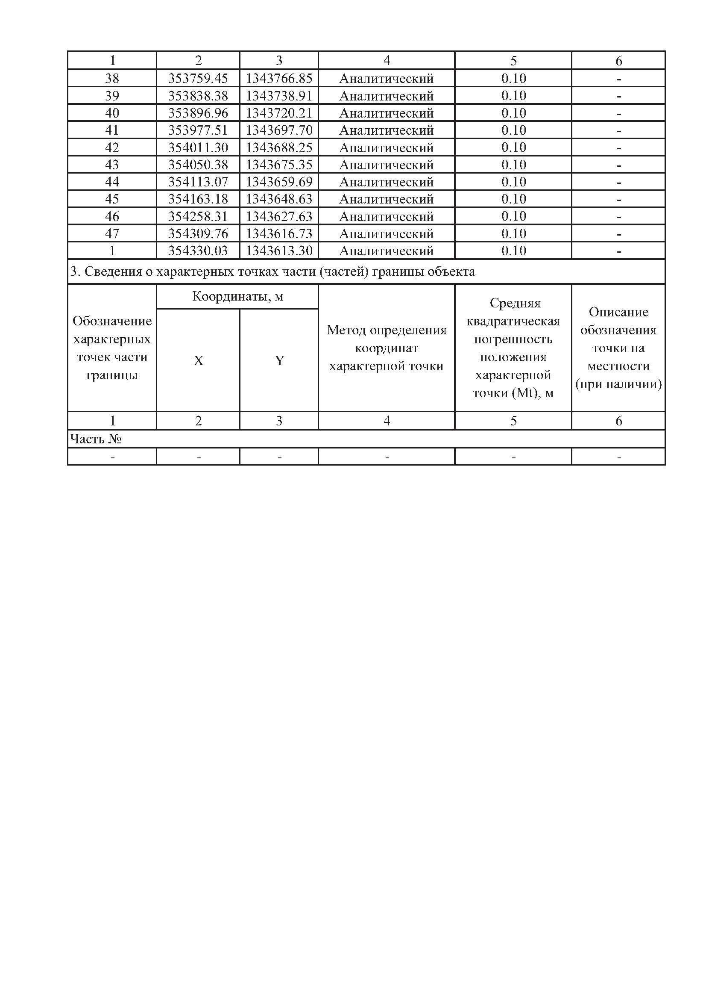 1 2 3 4 5 6
38 353759.45 1343766.85 Аналитический 0.10 -
39 353838.38 1343738.91 Аналитический 0.10 -
40 353896.96 1343720.21 Аналитический 0.10 -
41 353977.51 1343697.70 Аналитический 0.10 -
42 354011.30 1343688.25 Аналитический 0.10 -
43 354050.38 1343675.35 Аналитический 0.10 -
44 354113.07 1343659.69 Аналитический 0.10 -
45 354163.18 1343648.63 Аналитический 0.10 -
46 354258.31 1343627.63 Аналитический 0.10 -
47 354309.76 1343616.73 Аналитический 0.10 -
1 354330.03 1343613.30 Аналитический 0.10 -
3. Сведения о характерных точках части (частей) границы объекта
Обозначение
характерных
точек части
границы
Координаты, м
X Y
Метод определения
координат
характерной точки
Средняя
квадратическая
погрешность
положения
характерной
точки (Mt), м
Описание
обозначения
точки на
местности
(при наличии)
1 2 3 4 5 6
Часть №
- - - - - -